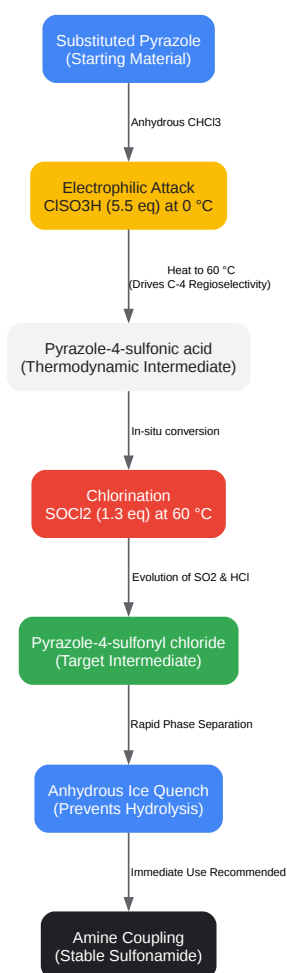 Substituted Pyrazole
(Starting Material)
Anhydrous CHCl3
Electrophilic Attack
ClSO3H (5.5 eq) at 0 °C
Heat to 60 °C
(Drives C-4 Regioselectivity)
Pyrazole-4-sulfonic acid
(Thermodynamic Intermediate)
In-situ conversion
Chlorination
SOCl2 (1.3 eq) at 60 °C
Evolution of SO2 & HCl
Pyrazole-4-sulfonyl chloride
(Target Intermediate)
Rapid Phase Separation
Anhydrous Ice Quench
(Prevents Hydrolysis)
Immediate Use Recommended
Amine Coupling
(Stable Sulfonamide)